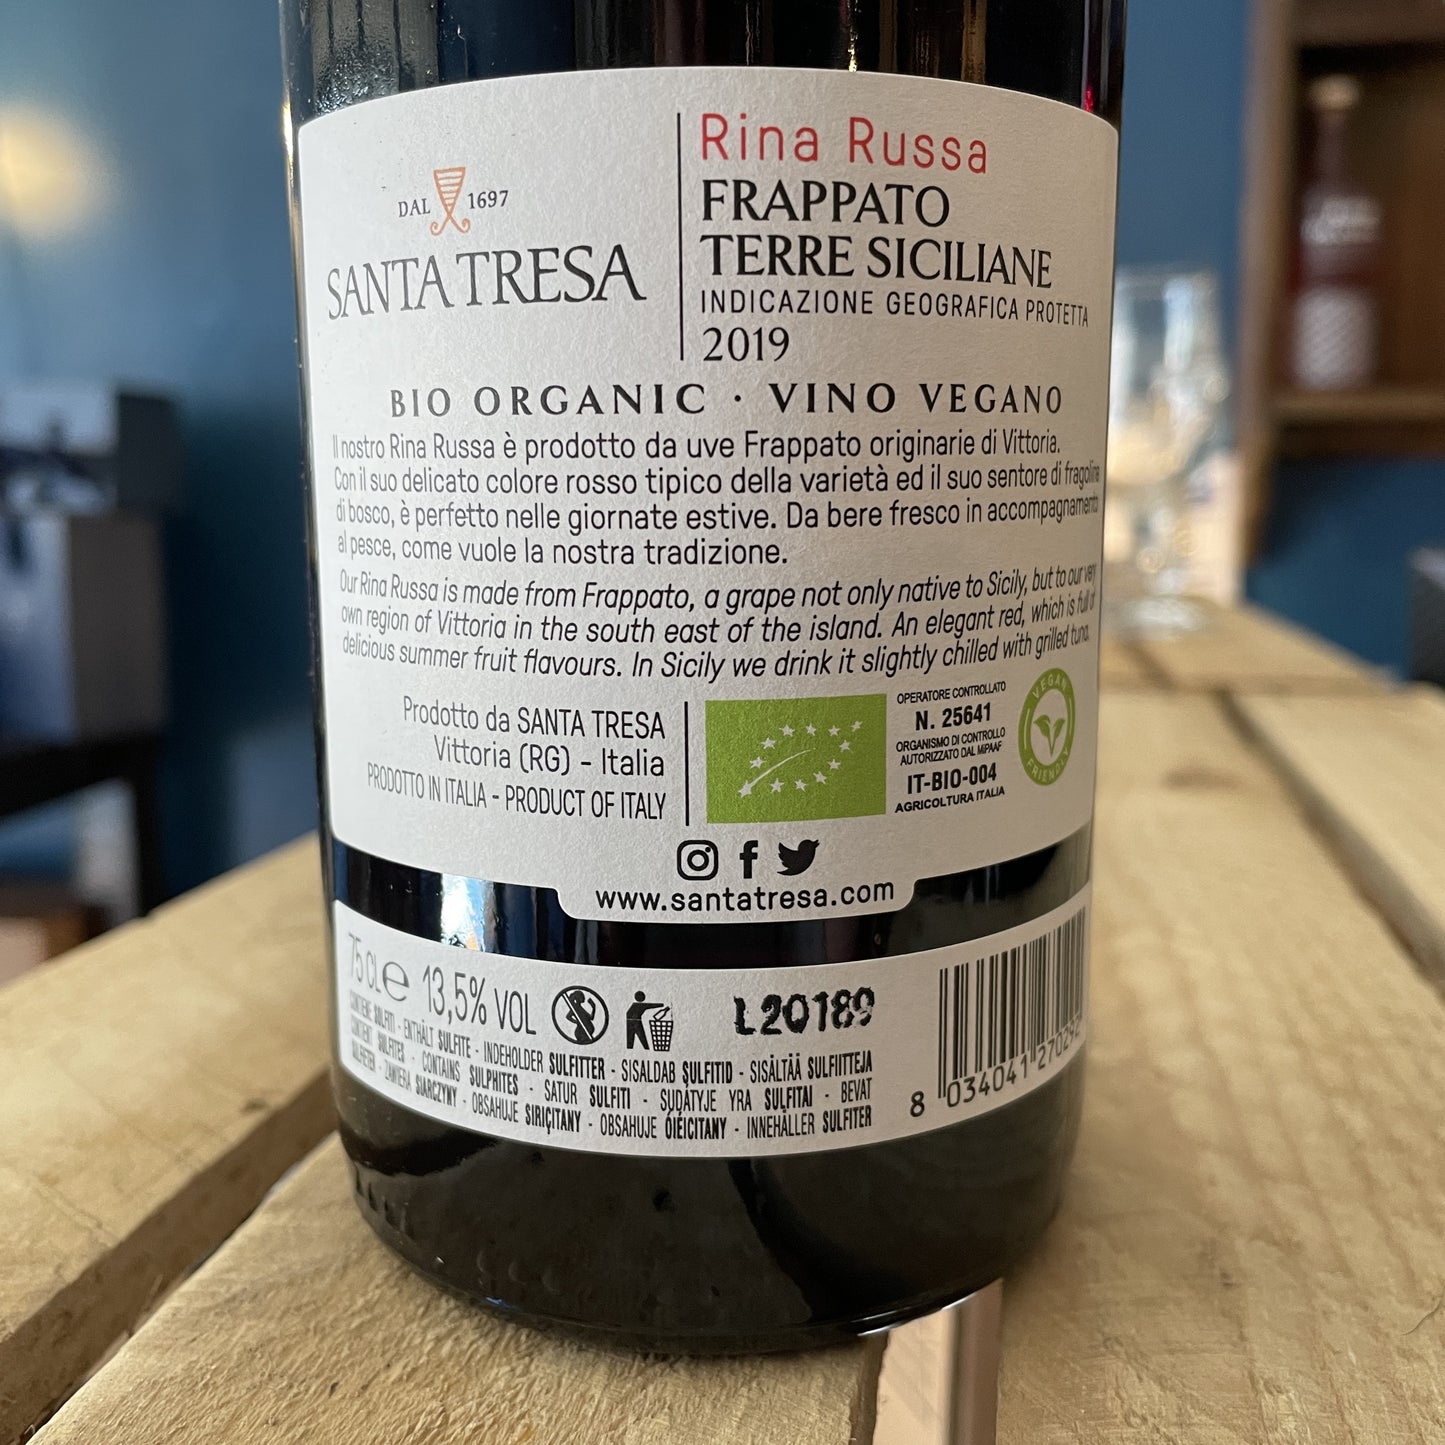 DAL 1697
SANTA TRESA
Rina Russa
FRAPPATO
TERRE SICILIANE
INDICAZIONE GEOGRAFICA PROTETTA
2019
BIO ORGANIC · VINO VEGANO
Il nostro Rina Russa è prodotto da uve Frappato originarie di Vittoria.
Con il suo delicato colore rosso tipico della varietà ed il suo sentore di fragoline
di bosco, è perfetto nelle giornate estive. Da bere fresco in accompagnamento
al pesce, come vuole la nostra tradizione.
Our Rina Russa is made from Frappato, a grape not only native to Sicily, but to our very
own region of Vittoria in the south east of the island. An elegant red, which is full of
delicious summer fruit flavours. In Sicily we drink it slightly chilled with grilled tuna.
Prodotto da SANTA TRESA
Vittoria (RG) - Italia
PRODOTTO IN ITALIA - PRODUCT OF ITALY
OPERATORE CONTROLLATO
N. 25641
ORGANISMO DI CONTROLLO
AUTORIZZATO DAL MiPAAF
IT-BIO-004
AGRICOLTURA ITALIA
VEGAN
FRIENDLY
www.santatresa.com
75 CL e 13,5% VOL
L20189
CONTIENE SULFITI - ENTHÄLT SULFITE - INDEHOLDER SULFITTER - SISALDAB SULFITID - SISÄLTÄÄ SULFIITTEJA
CONTIENT SULFITES - CONTAINS SULPHITES - SATUR SULFITI - SUDĀTYJE YRA SULFITAI - BEVAT
SULFIETEN - ZAWIERA SIARCZYNY - OBSAHUJE SIRIÇITANY - OBSAHUJE ÓIÉICITANY - INNEHÅLLER SULFITER
8 034041 270292